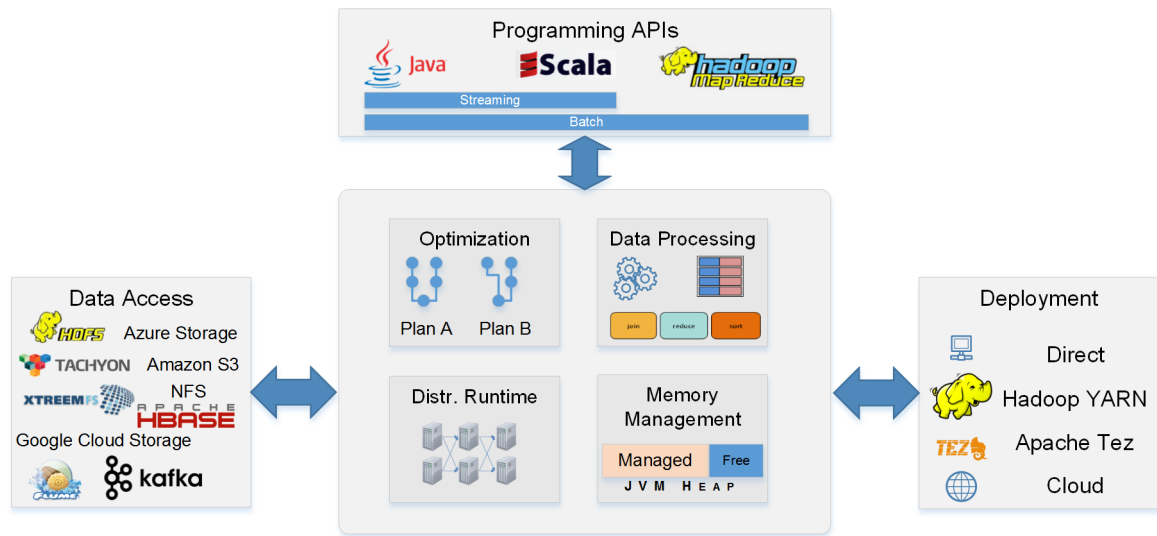 Programming APIs
Java
Scala
hadoop
Map Reduce
Streaming
Batch
Optimization
Plan A Plan B
Data Processing
join reduce sort
Data Access
HDFS Azure Storage
TACHYON Amazon S3
XTREEMFS NFS
APACHE
HBASE
Google Cloud Storage
FLUME kafka
Distr. Runtime
Memory
Management
Managed Free
JVM HEAP
Deployment
Direct
Hadoop YARN
TEZ Apache Tez
Cloud